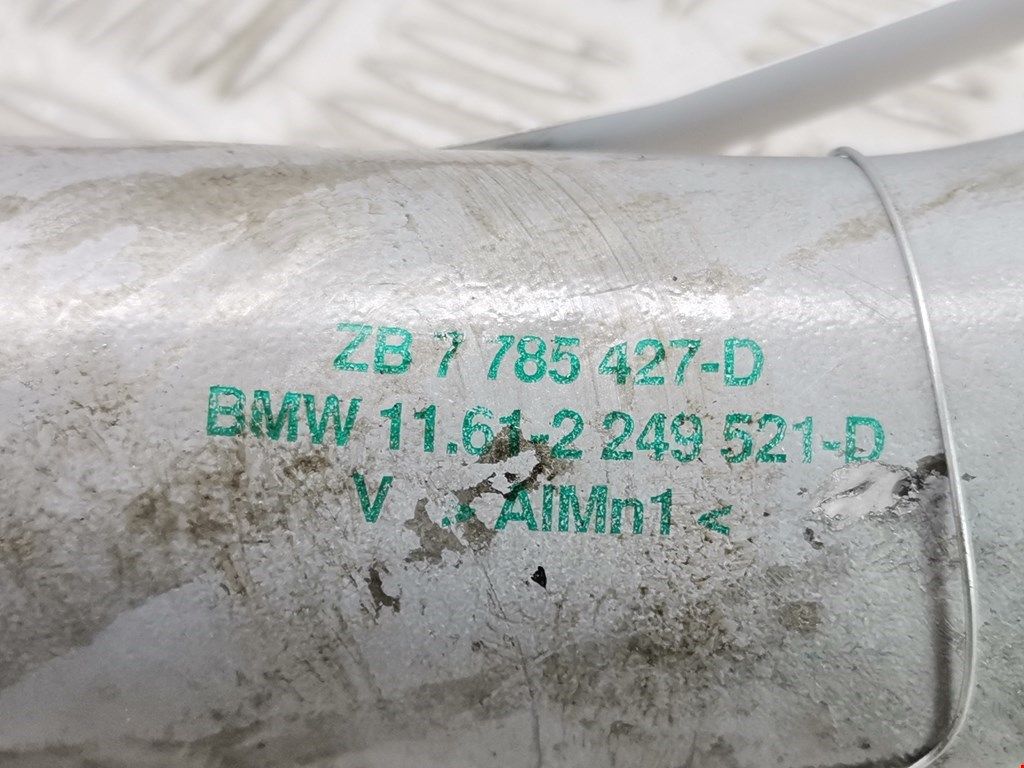 ZB 7 785 427-D
BMW 11.61-2 249 521-D
V .> AlMn1 <